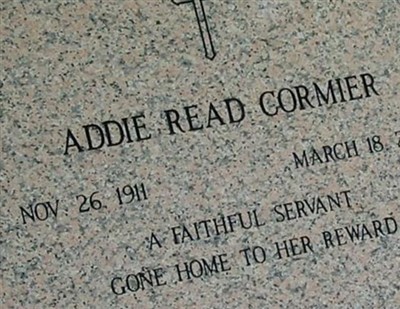 ADDIE READ CORMIER
NOV. 26, 1911 MARCH 18,
A FAITHFUL SERVANT
GONE HOME TO HER REWARD